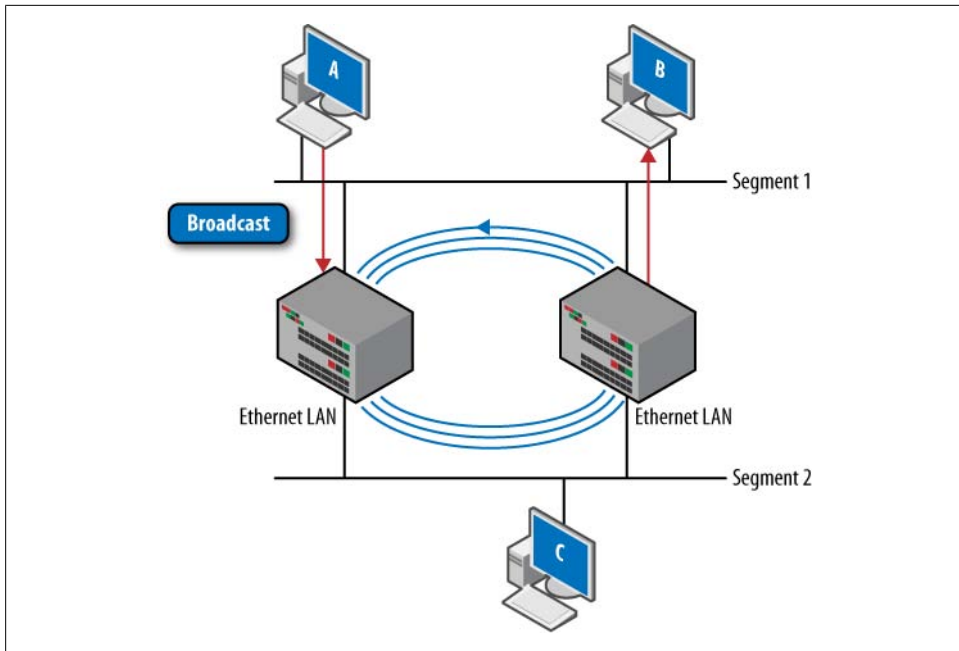 A
B
Segment 1
Broadcast
Ethernet LAN
Ethernet LAN
Segment 2
C